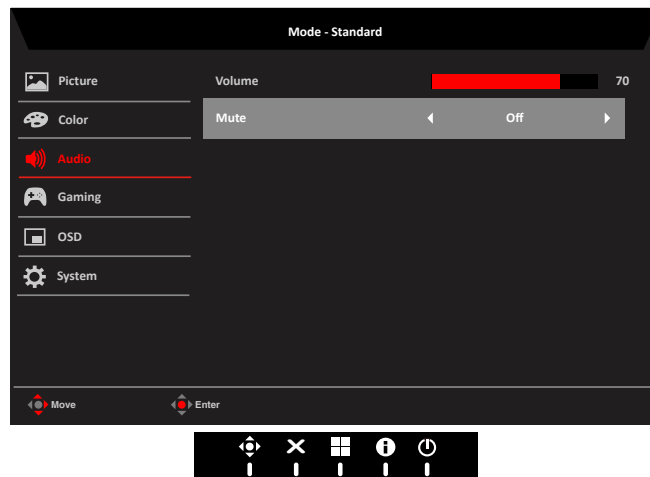 Mode - Standard
Picture
Volume 70
Color
Mute Off
Audio
Gaming
OSD
System
Move Enter